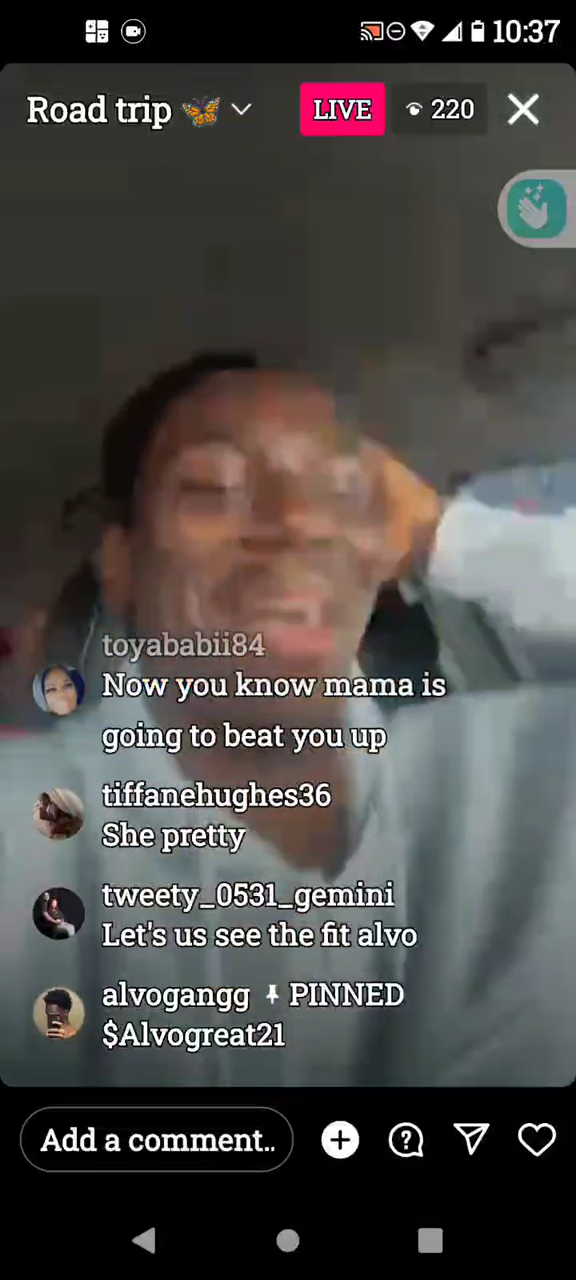 10:37
Road trip 🦋
LIVE
220
toyababii84
Now you know mama is
going to beat you up
tiffanehughes36
She pretty
tweety_0531_gemini
Let's us see the fit alvo
alvogangg PINNED
$Alvogreat21
Add a comment..